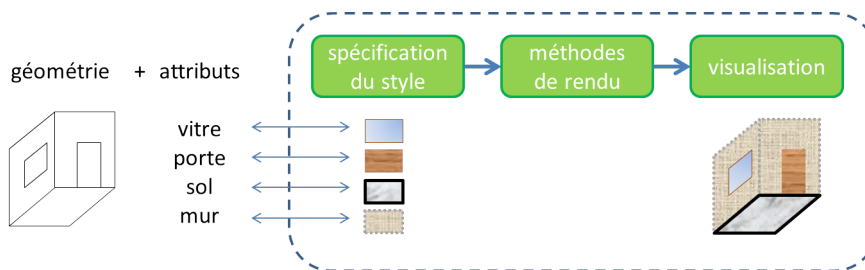 géométrie + attributs
spécification
du style
méthodes
de rendu
visualisation
vitre
porte
sol
mur